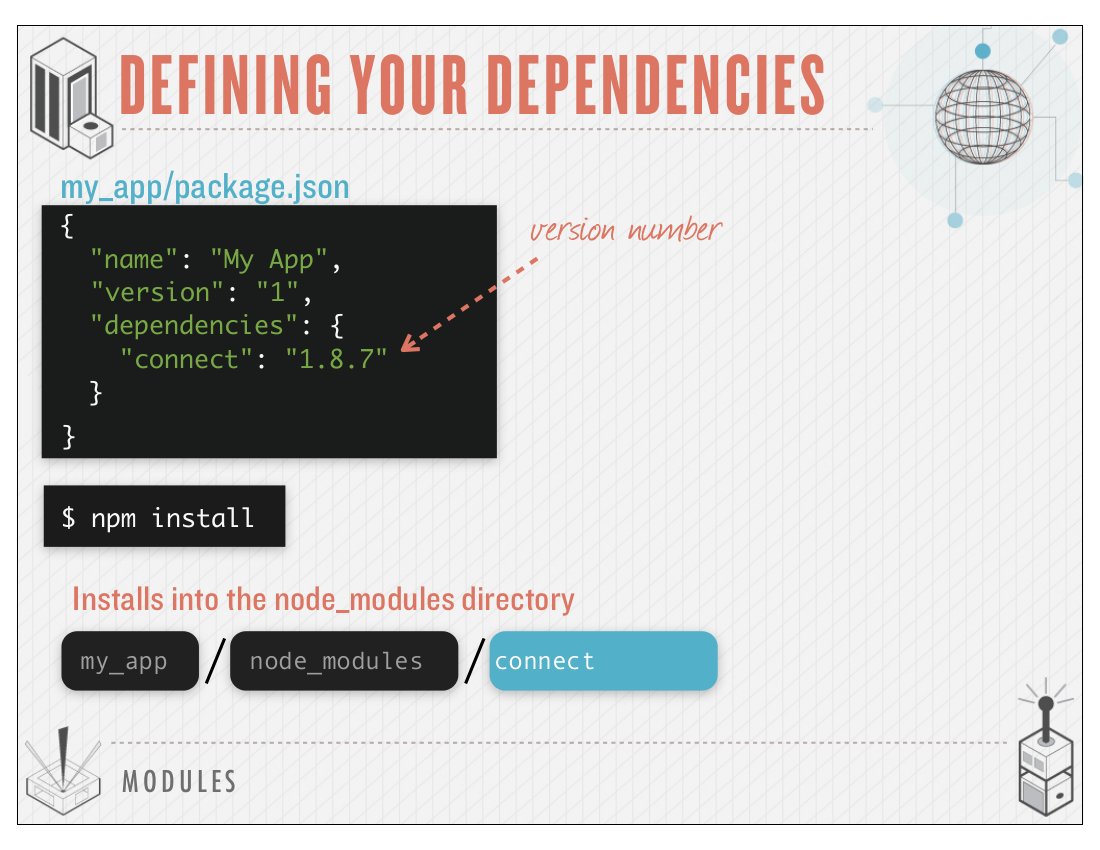 DEFINING YOUR DEPENDENCIES
my_app/package.json
{
"name": "My App",
"version": "1",
"dependencies": {
"connect": "1.8.7"
}
}
version number
$ npm install
Installs into the node_modules directory
my_app / node_modules / connect
MODULES